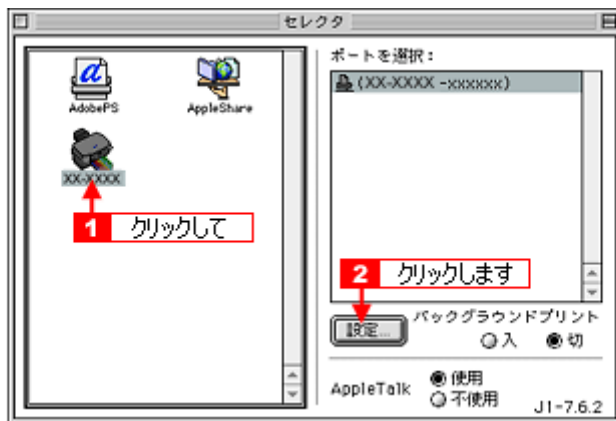 セレクタ
AdobePS
AppleShare
XX-XXXX
1 クリックして
ポートを選択：
(XX-XXXX -xxxxxx)
2 クリックします
設定...
バックグラウンドプリント
入 切
AppleTalk
使用
不使用
J1-7.6.2